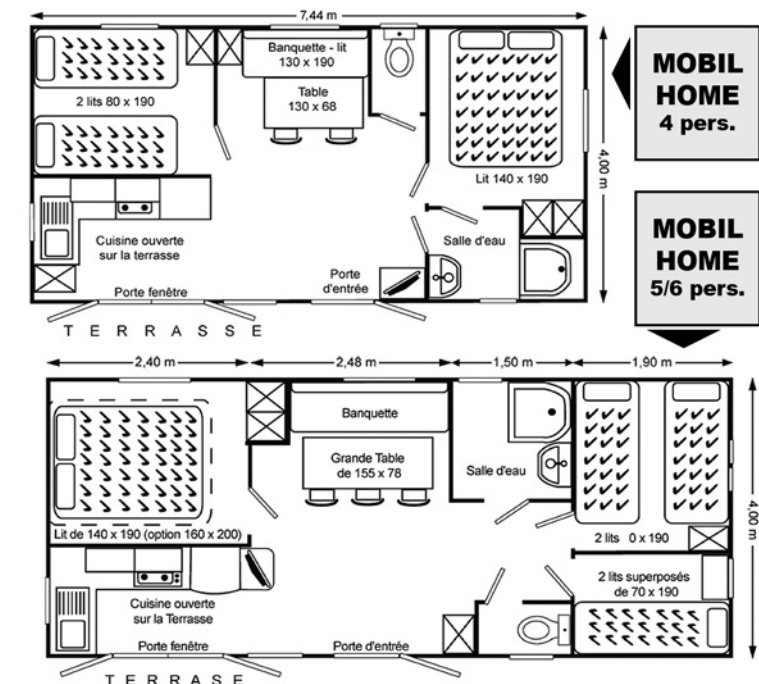 7,44 m
Banquette - lit
130 x 190
Table
130 x 68
2 lits 80 x 190
Lit 140 x 190
4,00 m
Cuisine ouverte
sur la terrasse
Salle d'eau
Porte
d'entrée
Porte fenêtre
T E R R A S S E
MOBIL
HOME
4 pers.
MOBIL
HOME
5/6 pers.
2,40 m
2,48 m
1,50 m
1,90 m
Banquette
Grande Table
de 155 x 78
Salle d'eau
Lit de 140 x 190 (option 160 x 200)
2 lits 0 x 190
4,00 m
2 lits superposés
de 70 x 190
Cuisine ouverte
sur la Terrasse
Porte fenêtre
Porte d'entrée
T E R R A S E